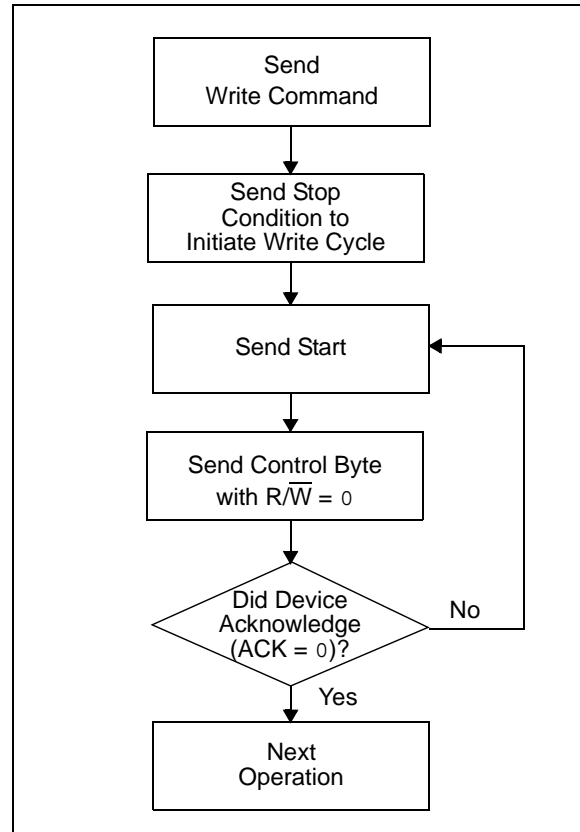 Send
Write Command
Send Stop
Condition to
Initiate Write Cycle
Send Start
Send Control Byte
with R/W̅ = 0
Did Device
Acknowledge
(ACK = 0)?
No
Yes
Next
Operation